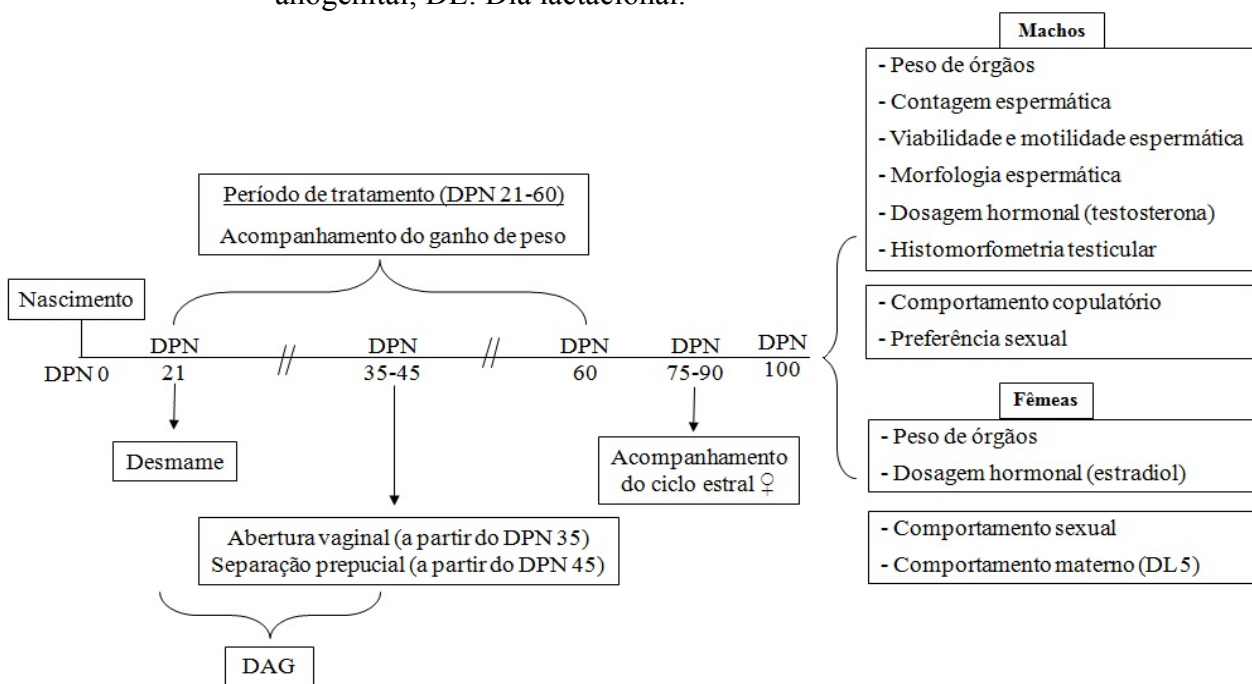 anogenital; DL: Dia lactacional.
Machos
- Peso de órgãos
- Contagem espermática
- Viabilidade e motilidade espermática
- Morfologia espermática
- Dosagem hormonal (testosterona)
- Histomorfometria testicular
- Comportamento copulatório
- Preferência sexual
Período de tratamento (DPN 21-60)
Acompanhamento do ganho de peso
Nascimento
DPN 0
DPN
21
//
DPN
35-45
//
DPN
60
DPN
75-90
DPN
100
Desmame
Acompanhamento
do ciclo estral ♀
Abertura vaginal (a partir do DPN 35)
Separação prepucial (a partir do DPN 45)
DAG
Fêmeas
- Peso de órgãos
- Dosagem hormonal (estradiol)
- Comportamento sexual
- Comportamento materno (DL 5)